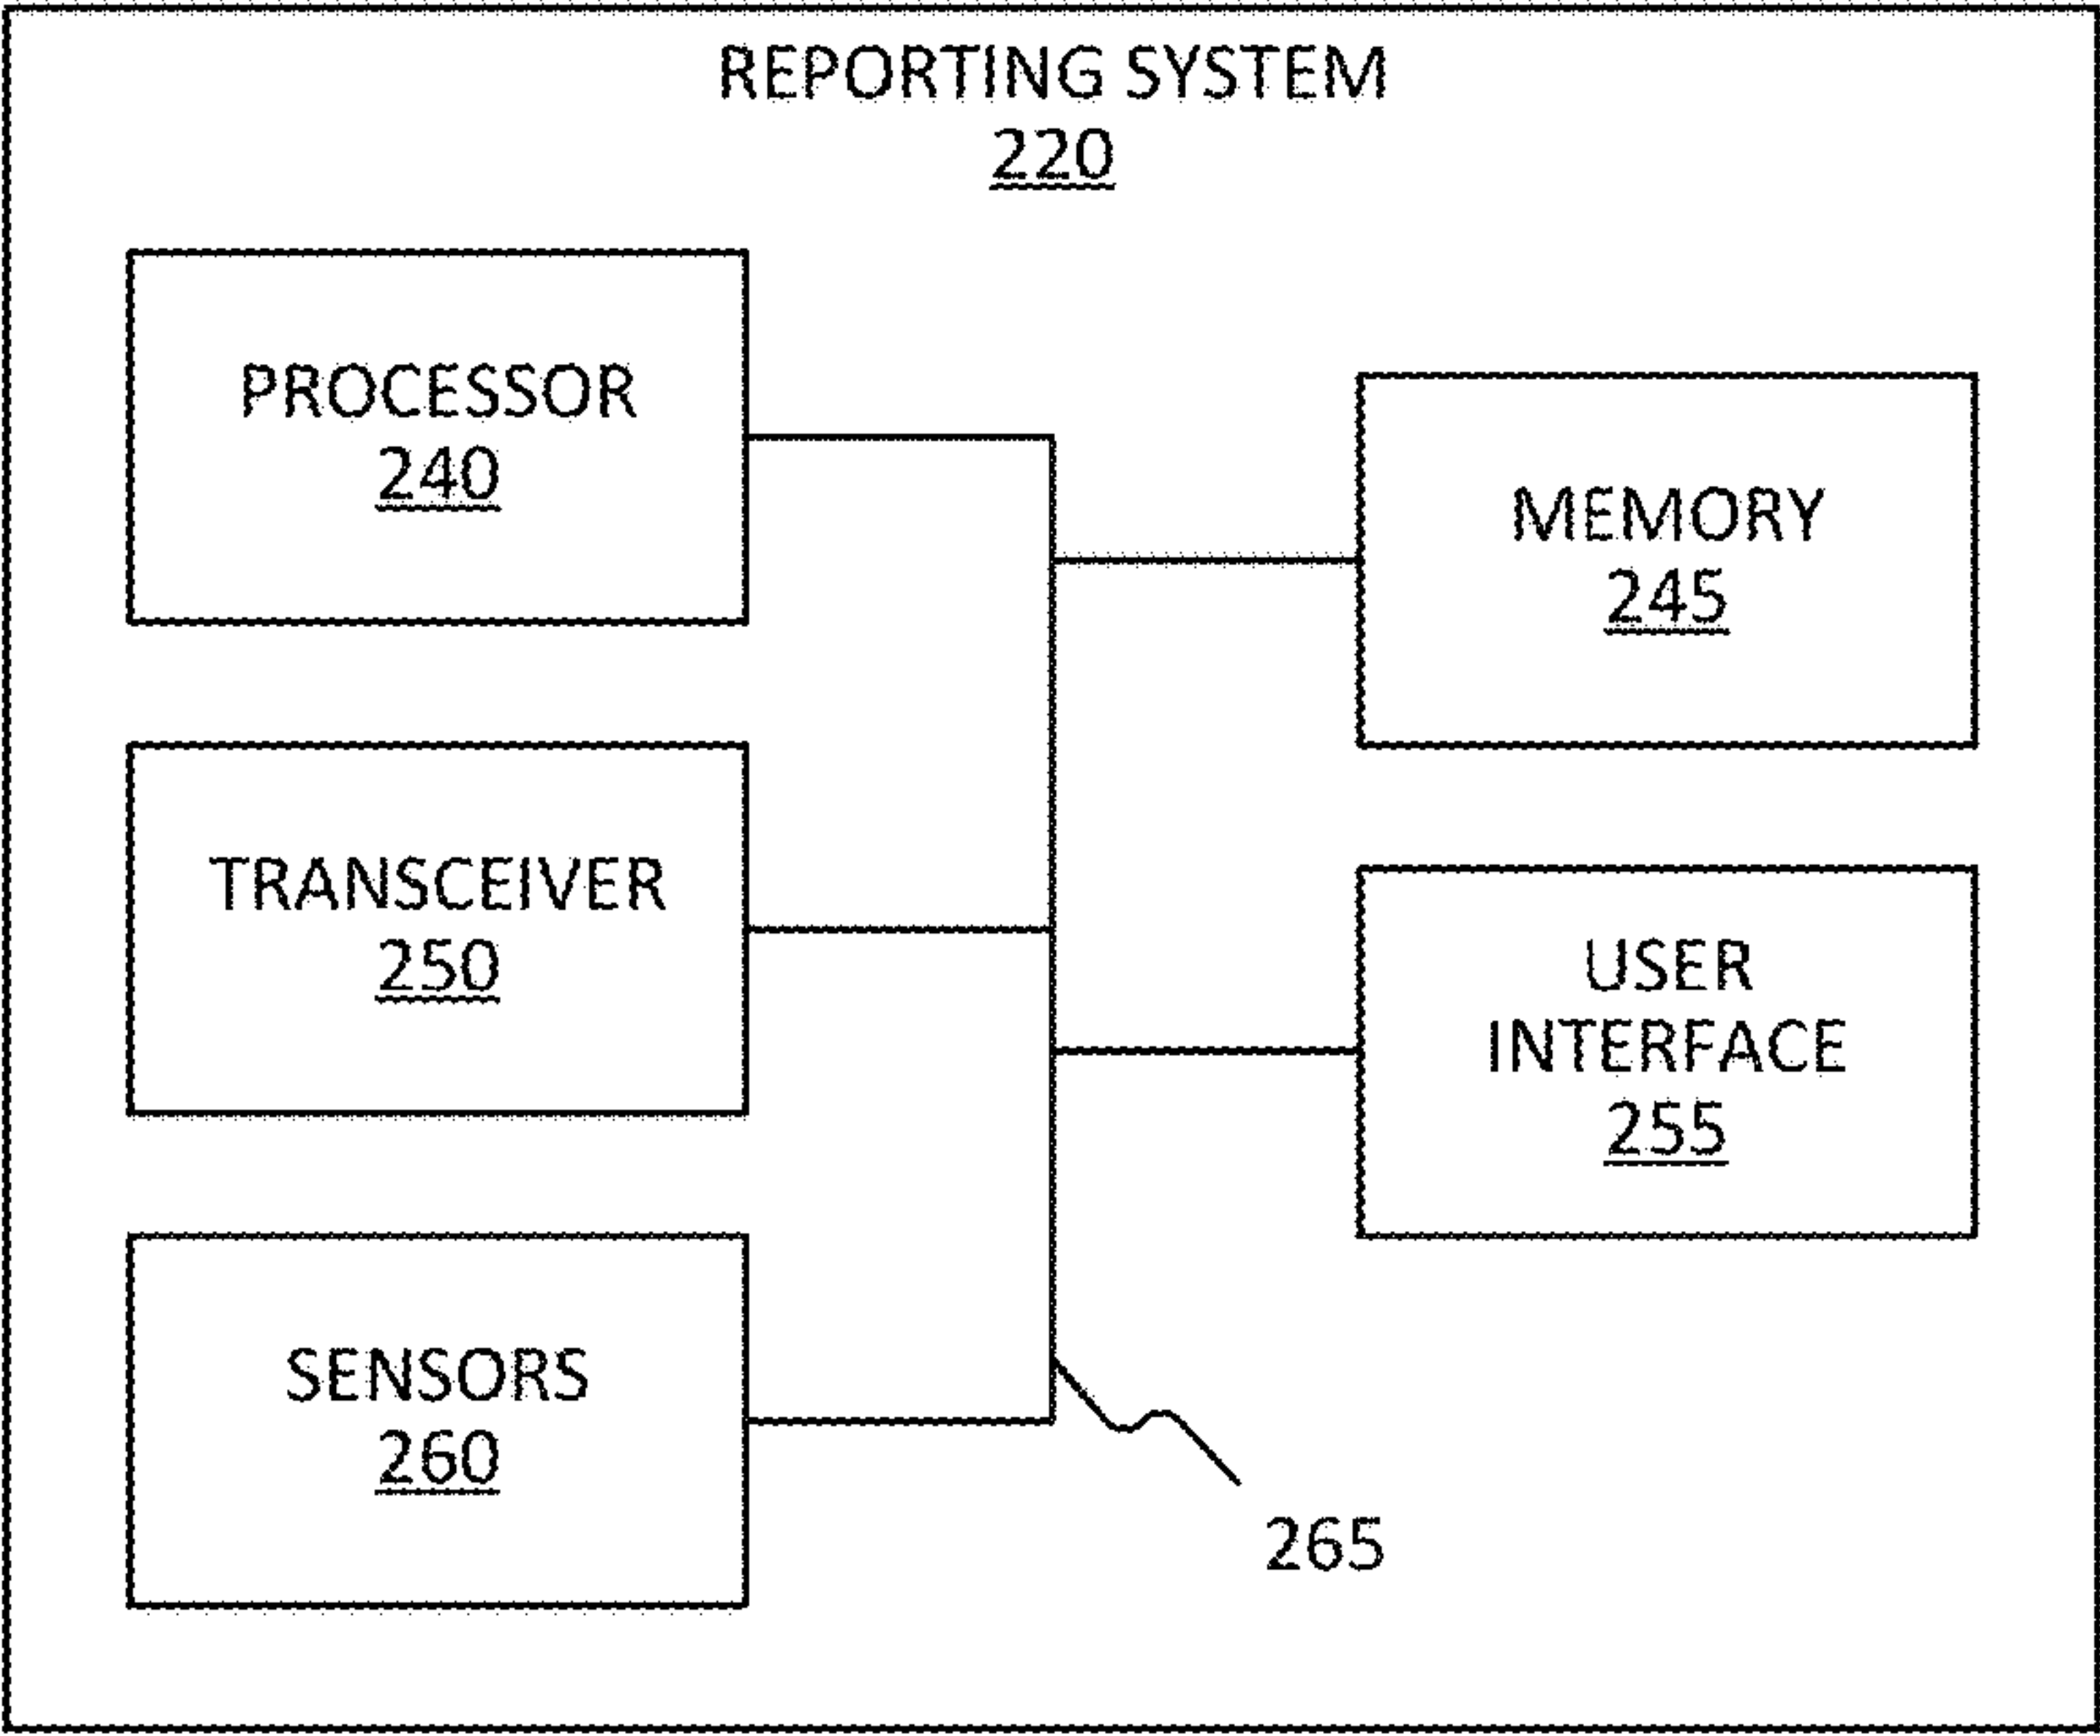 REPORTING SYSTEM
220
PROCESSOR
240
MEMORY
245
TRANSCEIVER
250
USER
INTERFACE
255
SENSORS
260
265